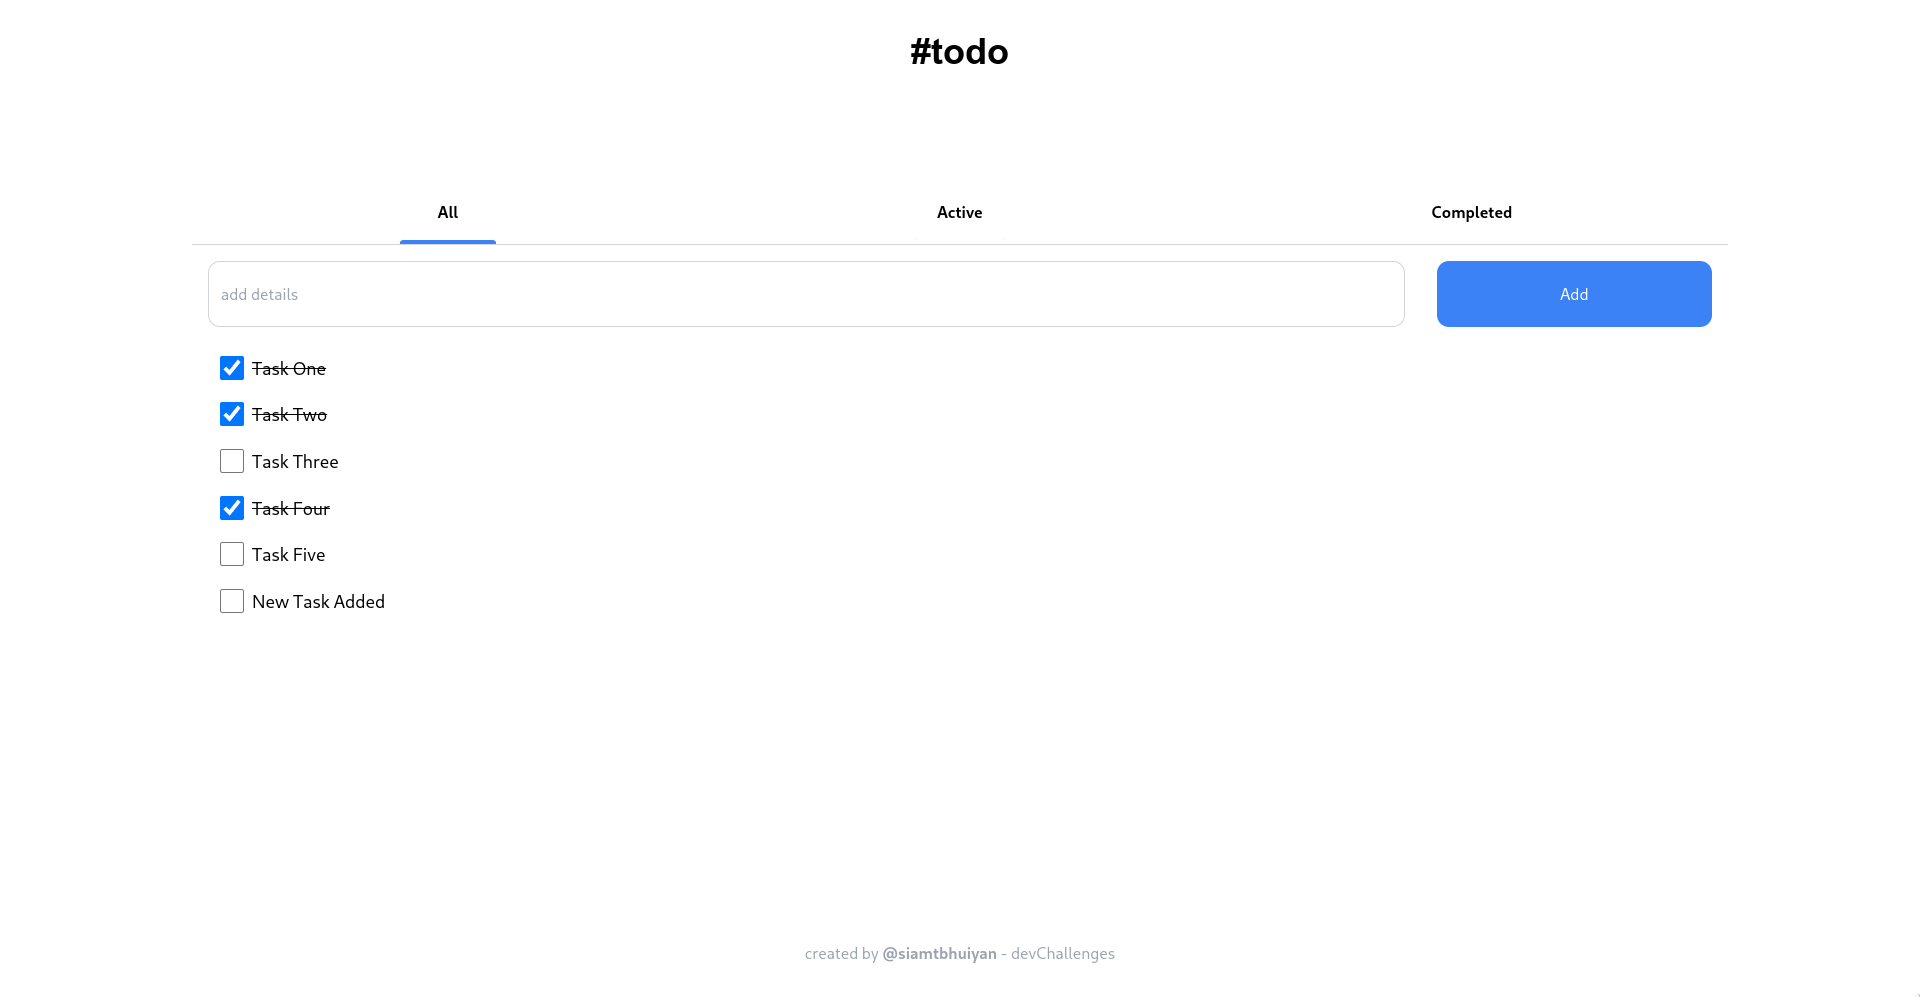 #todo
All Active Completed
add details Add
Task One
Task Two
Task Three
Task Four
Task Five
New Task Added
created by @siamtbhuiyan - devChallenges